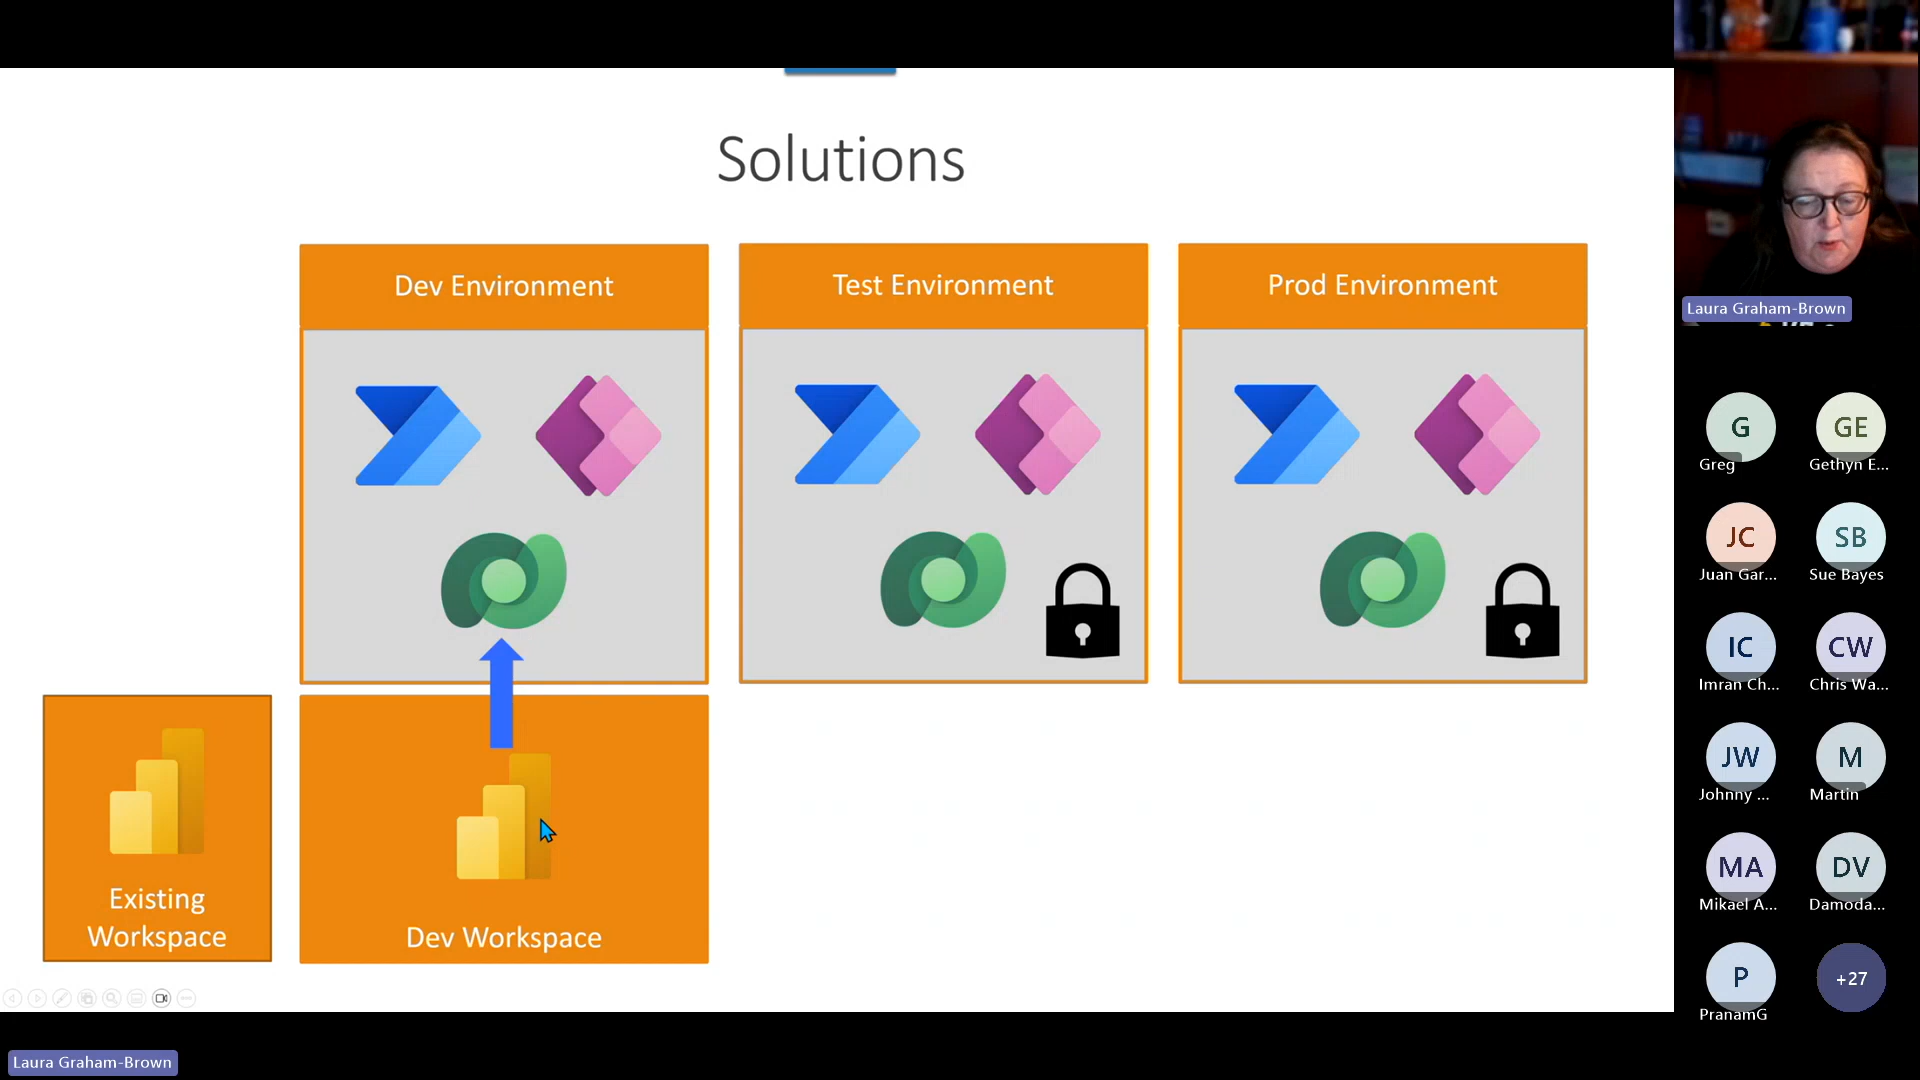 Solutions
Dev Environment
Test Environment
Prod Environment
Existing
Workspace
Dev Workspace
Laura Graham-Brown
Laura Graham-Brown
G
Greg
GE
Gethyn E...
JC
Juan Gar...
SB
Sue Bayes
IC
Imran Ch...
CW
Chris Wa...
JW
Johnny ...
M
Martin
MA
Mikael A...
DV
Damoda...
P
PranamG
+27